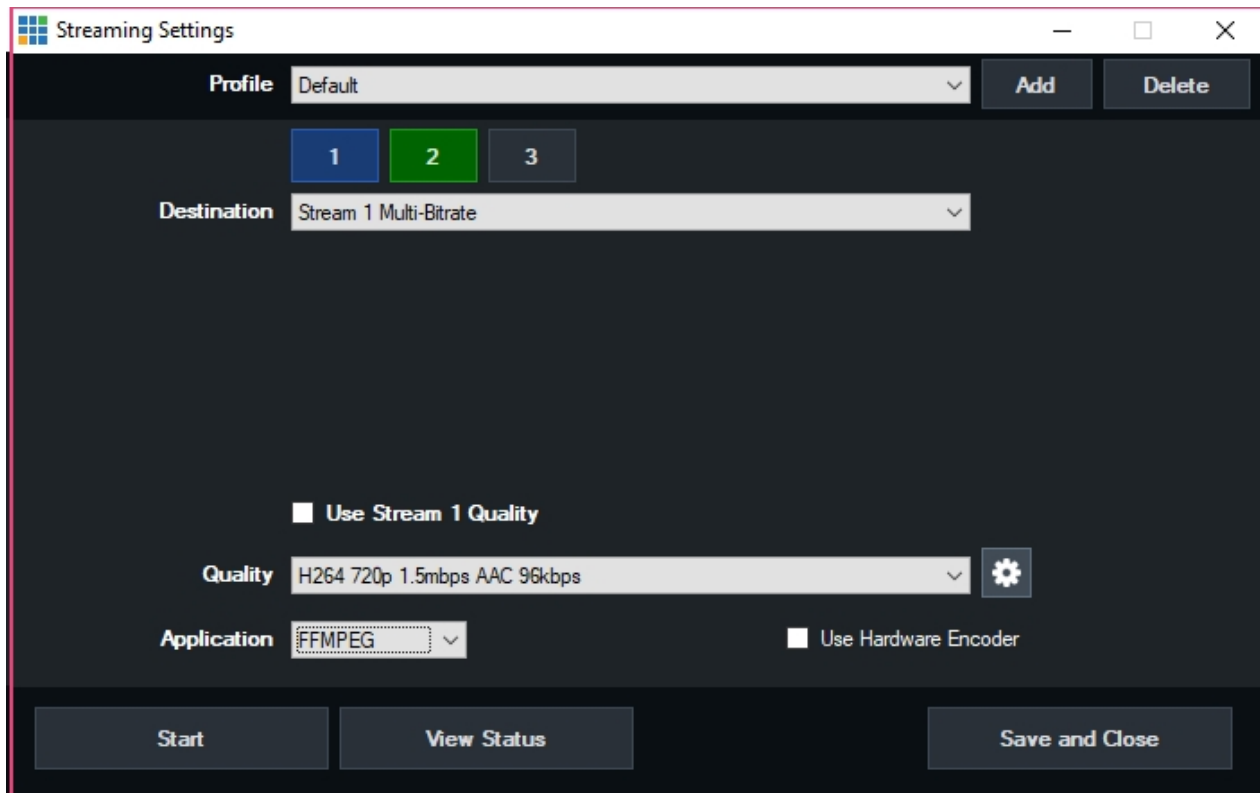 Streaming Settings
Profile Default Add Delete
1 2 3
Destination Stream 1 Multi-Bitrate
Use Stream 1 Quality
Quality H264 720p 1.5mbps AAC 96kbps
Application FFMPEG Use Hardware Encoder
Start View Status Save and Close